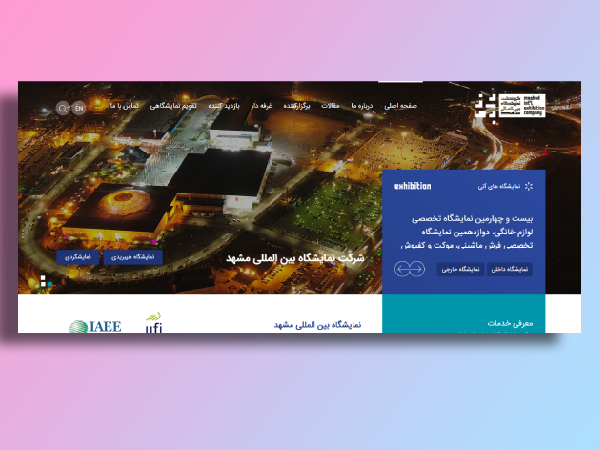 mashhad
int'l
exhibition
company
صفحه اصلی
درباره ما
مقالات
برگزارکننده
غرفه دار
بازدید کننده
تقویم نمایشگاهی
تماس با ما
EN
نمایشگاه های آتی
exhibition
بیست و چهارمین نمایشگاه تخصصی
لوازم خانگی، دوازدهمین نمایشگاه
تخصصی فرش ماشینی، موکت و کفپوش
نمایشگاه داخلی
نمایشگاه خارجی
شرکت نمایشگاه بین المللی مشهد
نمایشگاه هیبریدی
نمایشگردی
معرفی خدمات
نمایشگاه بین المللی مشهد
ufi
IAEE